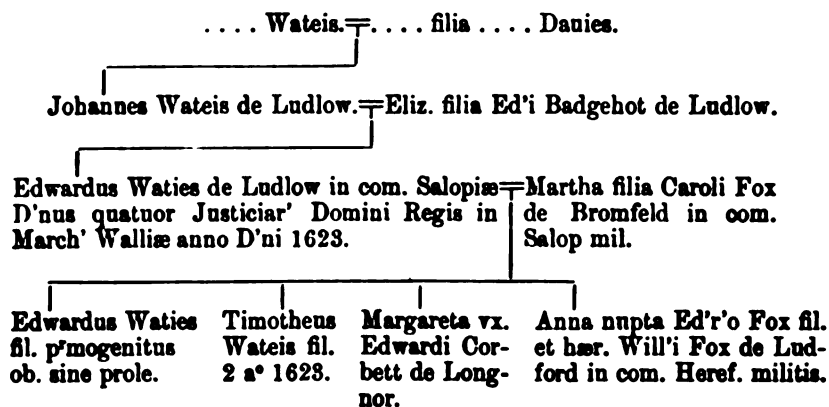 .... Wateis.=.... filia .... Dauies.
Johannes Wateis de Ludlow.=Eliz. filia Ed'i Badgehot de Ludlow.
Edwardus Waties de Ludlow in com. Salopiæ=Martha filia Caroli Fox
D'nus quatuor Justiciar' Domini Regis in
March' Walliæ anno D'ni 1623.
de Bromfeld in com.
Salop mil.
Edwardus Waties
fil. pʳmogenitus
ob. sine prole.
Timotheus
Wateis fil.
2 aº 1623.
Margareta vx.
Edwardi Cor-
bett de Long-
nor.
Anna nupta Ed'r'o Fox fil.
et hær. Will'i Fox de Lud-
ford in com. Heref. militis.